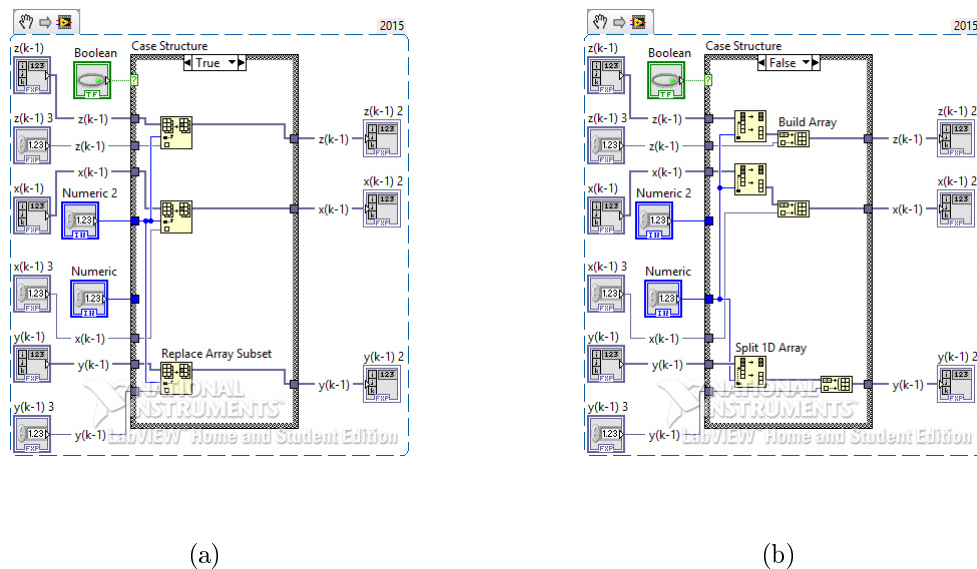 2015
z(k-1) Boolean Case Structure
True
z(k-1) 2
z(k-1) 3 z(k-1)
z(k-1)
z(k-1)
x(k-1)
x(k-1) x(k-1) 2
Numeric 2
x(k-1)
x(k-1) 3 Numeric
x(k-1)
y(k-1) Replace Array Subset
y(k-1) 2
y(k-1)
y(k-1)
y(k-1) 3
y(k-1)
NATIONAL
INSTRUMENTS
LabVIEW Home and Student Edition
(a)
2015
z(k-1) Boolean Case Structure
False
z(k-1) 2
z(k-1) 3 z(k-1) Build Array
z(k-1)
z(k-1)
x(k-1)
x(k-1) x(k-1) 2
Numeric 2
x(k-1)
x(k-1) 3 Numeric
x(k-1)
y(k-1) Split 1D Array
y(k-1) 2
y(k-1)
y(k-1)
y(k-1) 3
y(k-1)
NATIONAL
INSTRUMENTS
LabVIEW Home and Student Edition
(b)